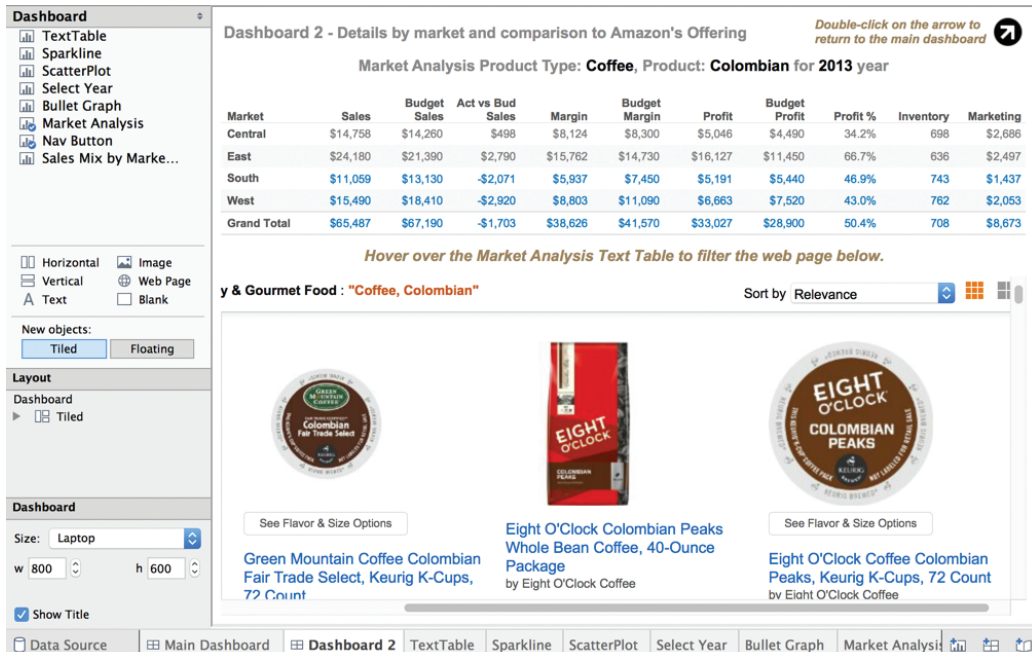 Dashboard
TextTable
Sparkline
ScatterPlot
Select Year
Bullet Graph
Market Analysis
Nav Button
Sales Mix by Marke...
Horizontal Image
Vertical Web Page
A Text Blank
New objects:
Tiled Floating
Layout
Dashboard
Tiled
Dashboard
Size: Laptop
w 800 h 600
Show Title
Dashboard 2 - Details by market and comparison to Amazon's Offering
Double-click on the arrow to
return to the main dashboard
Market Analysis Product Type: Coffee, Product: Colombian for 2013 year
Budget Act vs Bud Budget Budget
Market Sales Sales Sales Margin Margin Profit Profit Profit % Inventory Marketing
Central $14,758 $14,260 $498 $8,124 $8,300 $5,046 $4,490 34.2% 698 $2,686
East $24,180 $21,390 $2,790 $15,762 $14,730 $16,127 $11,450 66.7% 636 $2,497
South $11,059 $13,130 -$2,071 $5,937 $7,450 $5,191 $5,440 46.9% 743 $1,437
West $15,490 $18,410 -$2,920 $8,803 $11,090 $6,663 $7,520 43.0% 762 $2,053
Grand Total $65,487 $67,190 -$1,703 $38,626 $41,570 $33,027 $28,900 50.4% 708 $8,673
Hover over the Market Analysis Text Table to filter the web page below.
y & Gourmet Food : "Coffee, Colombian"
Sort by Relevance
GREEN
MOUNTAIN
COFFEE
Colombian
Fair Trade Select
KEURIG
EIGHT
O'CLOCK
COLOMBIAN
PEAKS
EIGHT
O'CLOCK
COLOMBIAN
PEAKS
KEURIG
See Flavor & Size Options
Green Mountain Coffee Colombian
Fair Trade Select, Keurig K-Cups,
72 Count
Eight O'Clock Colombian Peaks
Whole Bean Coffee, 40-Ounce
Package
by Eight O'Clock Coffee
See Flavor & Size Options
Eight O'Clock Coffee Colombian
Peaks, Keurig K-Cups, 72 Count
by Eight O'Clock Coffee
Data Source Main Dashboard Dashboard 2 TextTable Sparkline ScatterPlot Select Year Bullet Graph Market Analysis